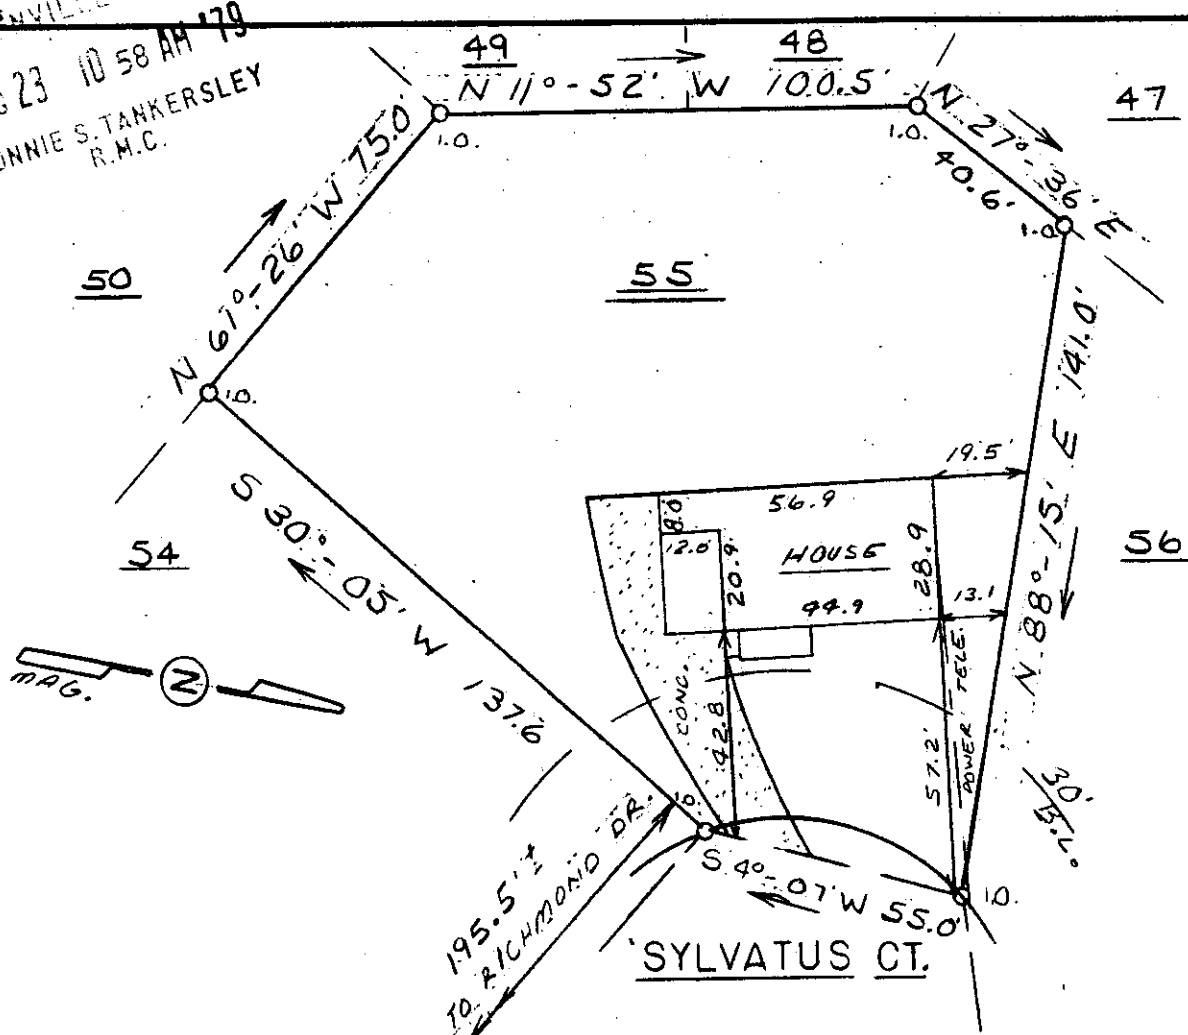 23 10 58 AM '79
NNIE S. TANKERSLEY
R.M.C.
49
48
47
N 11° - 52' W 100.5'
I.O.
I.O.
N 27° - 36' E
40.6'
I.O.
N 61° - 26' W 75.0'
50
55
I.O.
N 88° - 15' E 141.0'
19.5'
56.9
8.0
12.0
20.9
HOUSE
28.9
44.9
13.1
56
54
S 30° - 05' W
137.6
MAG.
N
CONC.
42.8
57.2'
POWER TELE.
30'
B.L.
I.O.
S 4° - 07' W 55.0'
I.O.
195.5' ±
TO RICHMOND DR.
SYLVATUS CT.